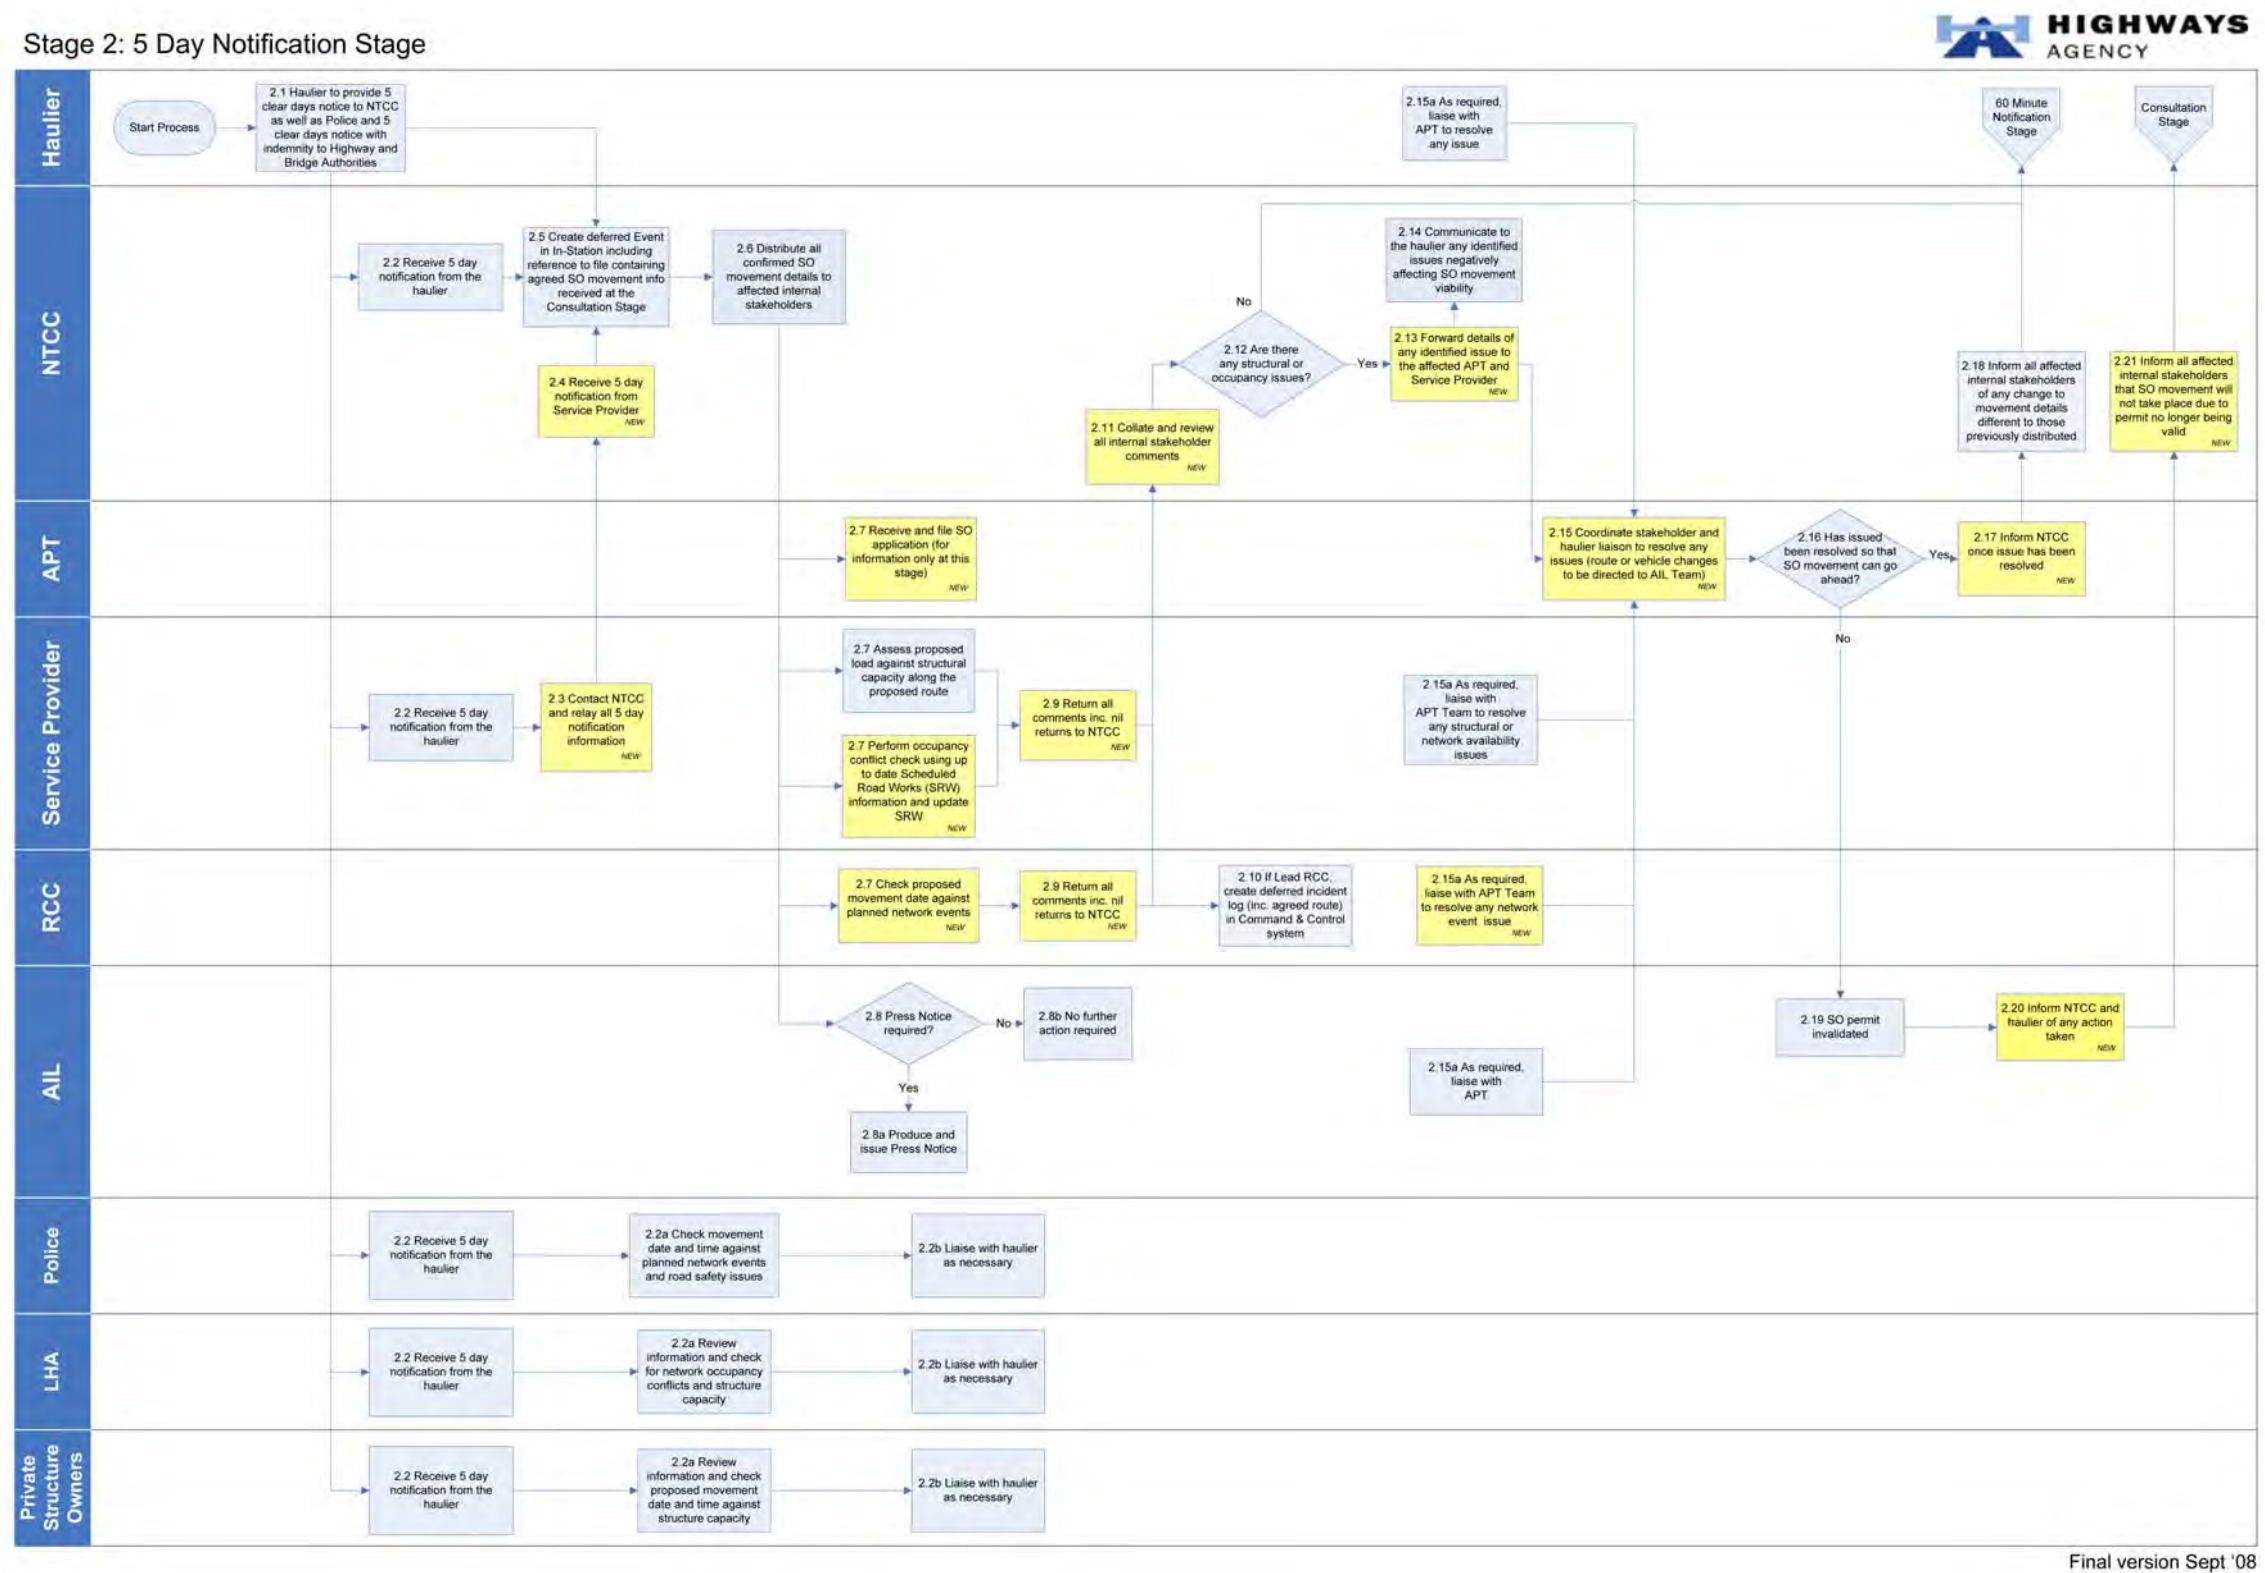 Stage 2: 5 Day Notification Stage
HIGHWAYS
AGENCY
Haulier
Start Process
2.1 Haulier to provide 5
clear days notice to NTCC
as well as Police and 5
clear days notice with
indemnity to Highway and
Bridge Authorities
2.15a As required,
liaise with
APT to resolve
any issue
60 Minute
Notification
Stage
Consultation
Stage
NTCC
2.2 Receive 5 day
notification from the
haulier
2.5 Create deferred Event
in In-Station including
reference to file containing
agreed SO movement info
received at the
Consultation Stage
2.6 Distribute all
confirmed SO
movement details to
affected internal
stakeholders
2.4 Receive 5 day
notification from
Service Provider
NEW
2.11 Collate and review
all internal stakeholder
comments
NEW
No
2.12 Are there
any structural or
occupancy issues?
Yes
2.14 Communicate to
the haulier any identified
issues negatively
affecting SO movement
viability
2.13 Forward details of
any identified issue to
the affected APT and
Service Provider
NEW
2.18 Inform all affected
internal stakeholders
of any change to
movement details
different to those
previously distributed
2.21 Inform all affected
internal stakeholders
that SO movement will
not take place due to
permit no longer being
valid
NEW
APT
2.7 Receive and file SO
application (for
information only at this
stage)
NEW
2.15 Coordinate stakeholder and
haulier liaison to resolve any
issues (route or vehicle changes
to be directed to AIL Team)
NEW
2.16 Has issued
been resolved so that
SO movement can go
ahead?
Yes
2.17 Inform NTCC
once issue has been
resolved
NEW
No
Service Provider
2.2 Receive 5 day
notification from the
haulier
2.3 Contact NTCC
and relay all 5 day
notification
information
NEW
2.7 Assess proposed
load against structural
capacity along the
proposed route
2.7 Perform occupancy
conflict check using up
to date Scheduled
Road Works (SRW)
information and update
SRW
NEW
2.9 Return all
comments inc. nil
returns to NTCC
NEW
2.15a As required,
liaise with
APT Team to resolve
any structural or
network availability
issues
RCC
2.7 Check proposed
movement date against
planned network events
NEW
2.9 Return all
comments inc. nil
returns to NTCC
NEW
2.10 If Lead RCC,
create deferred incident
log (inc. agreed route)
in Command & Control
system
2.15a As required,
liaise with APT Team
to resolve any network
event issue
NEW
AIL
2.8 Press Notice
required?
No
2.8b No further
action required
Yes
2.8a Produce and
issue Press Notice
2.15a As required,
liaise with
APT
2.19 SO permit
invalidated
2.20 Inform NTCC and
haulier of any action
taken
NEW
Police
2.2 Receive 5 day
notification from the
haulier
2.2a Check movement
date and time against
planned network events
and road safety issues
2.2b Liaise with haulier
as necessary
LHA
2.2 Receive 5 day
notification from the
haulier
2.2a Review
information and check
for network occupancy
conflicts and structure
capacity
2.2b Liaise with haulier
as necessary
Private
Structure
Owners
2.2 Receive 5 day
notification from the
haulier
2.2a Review
information and check
proposed movement
date and time against
structure capacity
2.2b Liaise with haulier
as necessary
Final version Sept '08